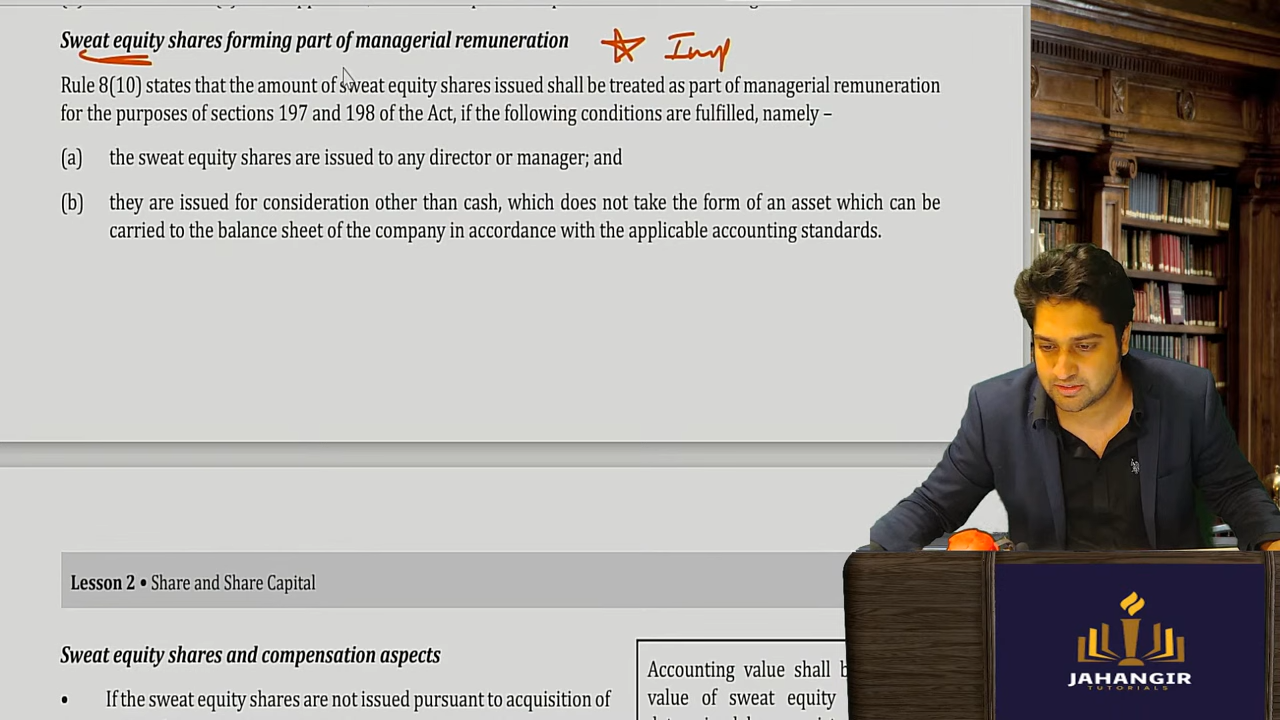 Sweat equity shares forming part of managerial remuneration ☆ Imp
Rule 8(10) states that the amount of sweat equity shares issued shall be treated as part of managerial remuneration
for the purposes of sections 197 and 198 of the Act, if the following conditions are fulfilled, namely –
(a) the sweat equity shares are issued to any director or manager; and
(b) they are issued for consideration other than cash, which does not take the form of an asset which can be
carried to the balance sheet of the company in accordance with the applicable accounting standards.
Lesson 2 • Share and Share Capital
Sweat equity shares and compensation aspects
• If the sweat equity shares are not issued pursuant to acquisition of
Accounting value shall
value of sweat equity
JAHANGIR
TUTORIALS